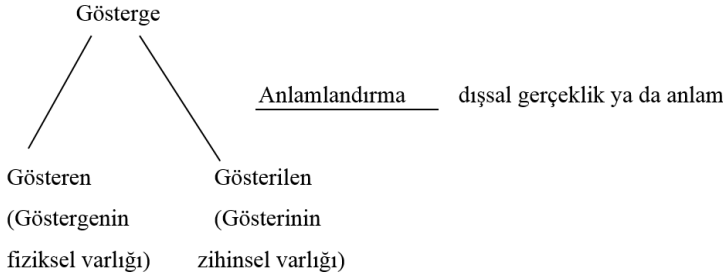 Gösterge
Anlamlandırma dışsal gerçeklik ya da anlam
Gösteren Gösterilen
(Göstergenin (Gösterinin
fiziksel varlığı) zihinsel varlığı)